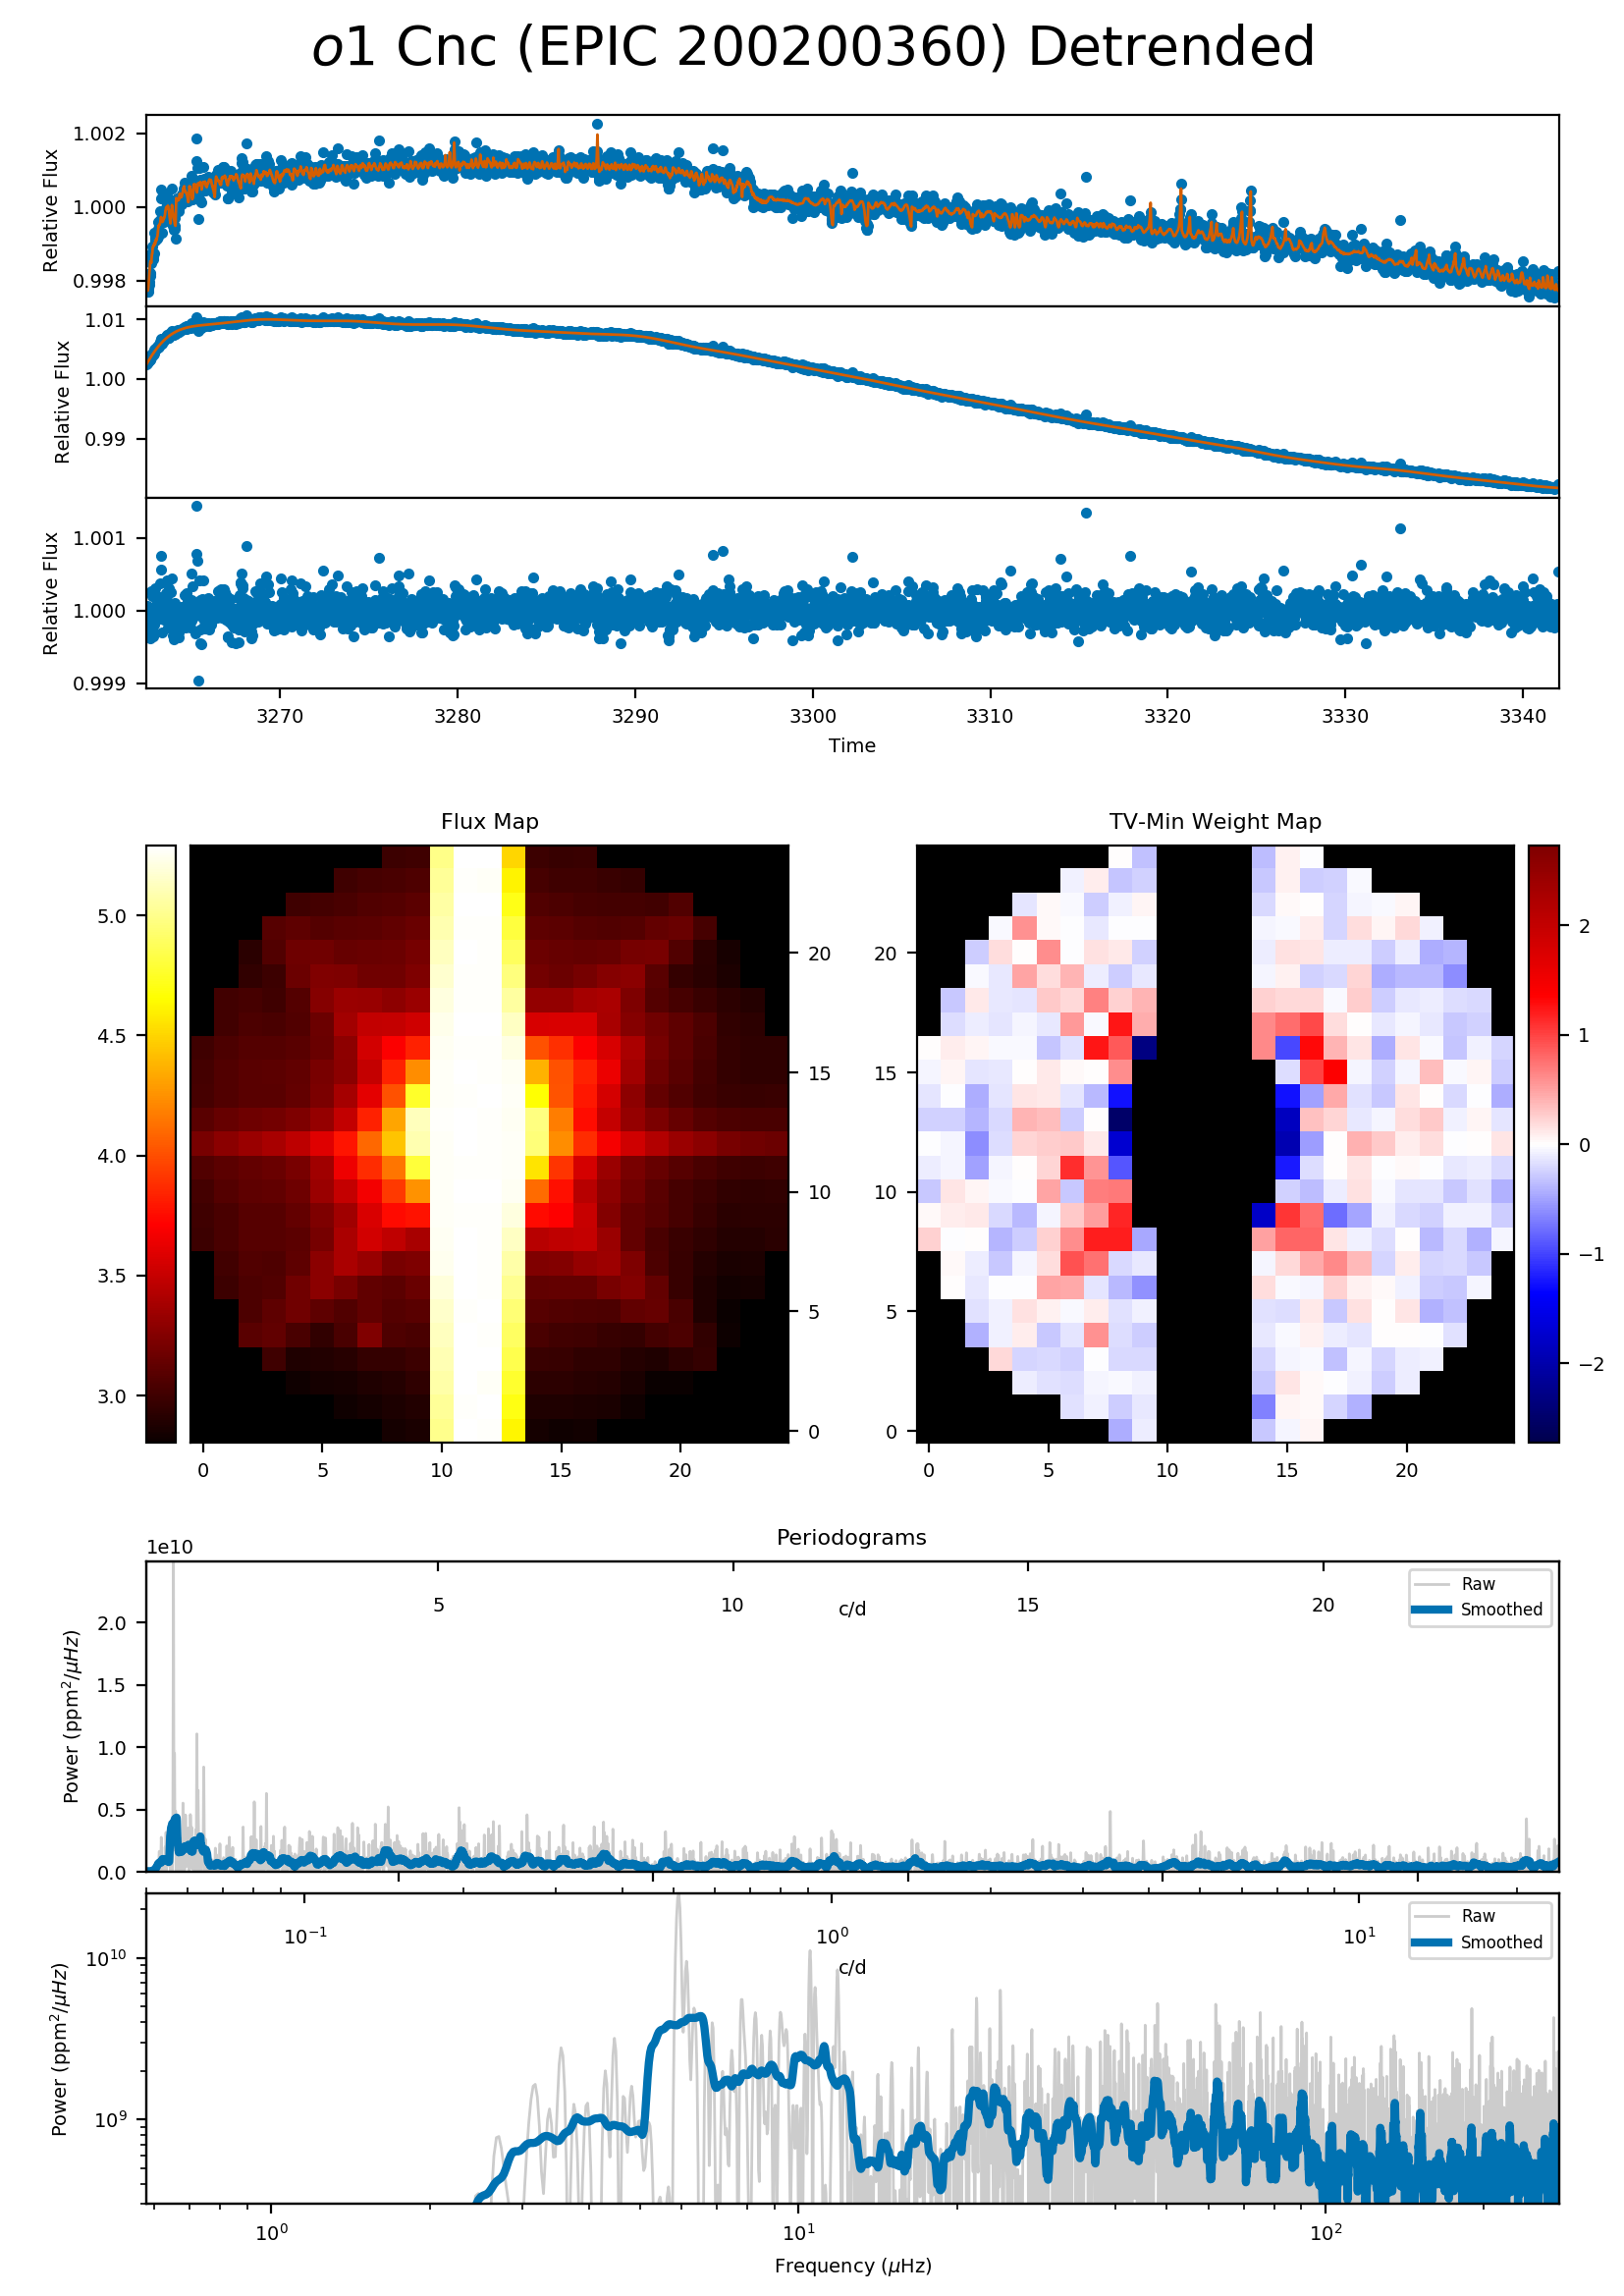 o1 Cnc (EPIC 200200360) Detrended
1.002
1.000
0.998
Relative Flux
1.01
1.00
0.99
Relative Flux
1.001
1.000
0.999
Relative Flux
3270 3280 3290 3300 3310 3320 3330 3340
Time
Flux Map
5.0
4.5
4.0
3.5
3.0
20
15
10
5
0
0 5 10 15 20
TV-Min Weight Map
20
15
10
5
0
0 5 10 15 20
2
1
0
−1
−2
Periodograms
1e10
5 10 15 20
c/d
Raw
Smoothed
2.0
1.5
1.0
0.5
0.0
Power (ppm²/μHz)
10⁻¹ 10⁰ 10¹
c/d
Raw
Smoothed
10¹⁰
10⁹
Power (ppm²/μHz)
10⁰ 10¹ 10²
Frequency (μHz)